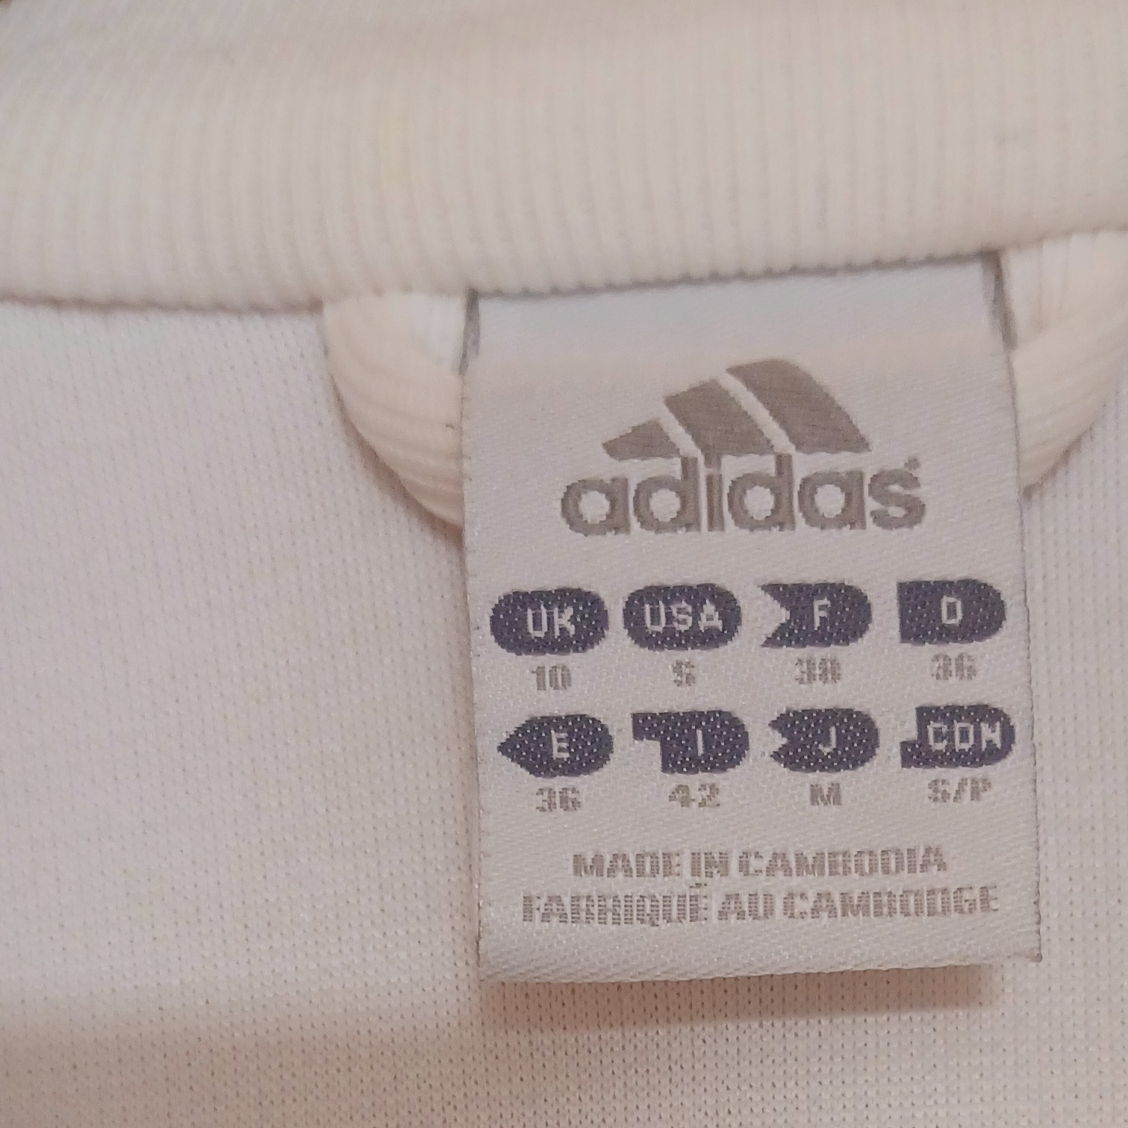 adidas
UK USA F D
10 S 38 36
E I J CDN
36 42 M S/P
MADE IN CAMBODIA
FABRIQUÉ AU CAMBODGE